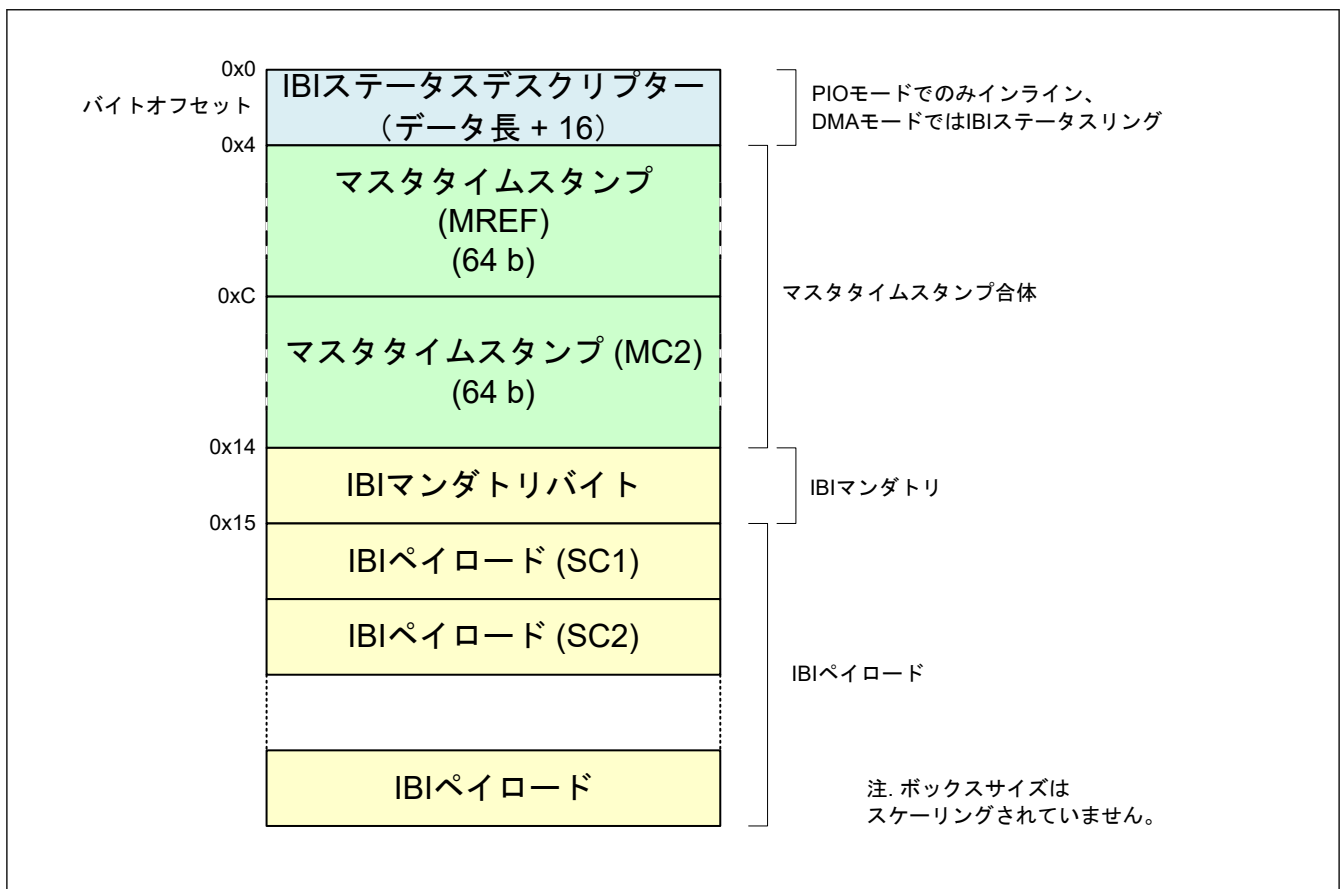 0x0
バイトオフセット
IBIステータスデスクリプター
（データ長 + 16）
PIOモードでのみインライン、
DMAモードではIBIステータスリング
0x4
マスタタイムスタンプ
(MREF)
(64 b)
0xC
マスタタイムスタンプ合体
マスタタイムスタンプ (MC2)
(64 b)
0x14
IBIマンダトリバイト
IBIマンダトリ
0x15
IBIペイロード (SC1)
IBIペイロード (SC2)
IBIペイロード
IBIペイロード
注. ボックスサイズは
スケーリングされていません。